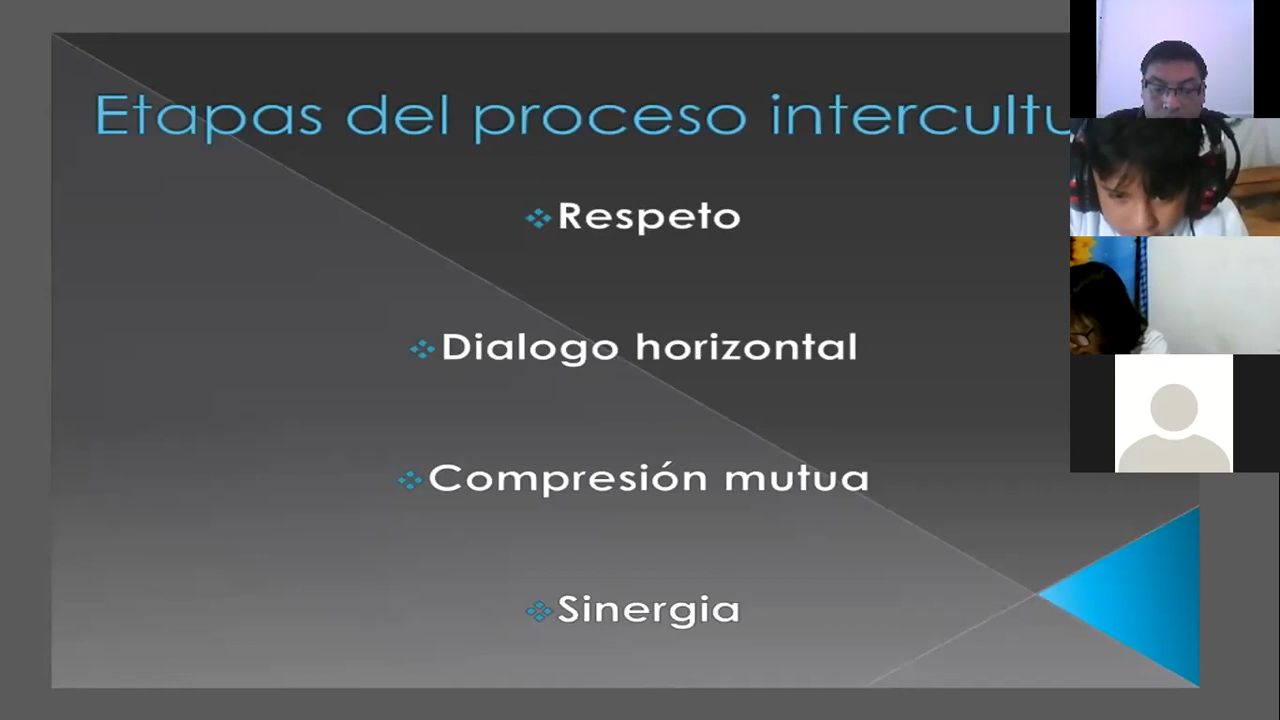 Etapas del proceso intercultu
Respeto
Dialogo horizontal
Compresión mutua
Sinergia